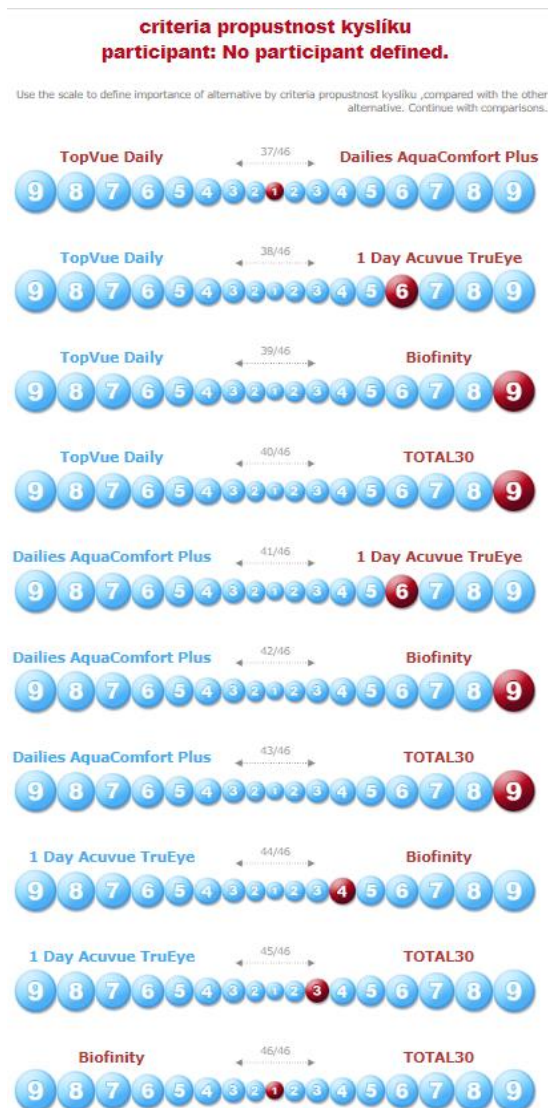 criteria propustnost kyslíku
participant: No participant defined.
Use the scale to define importance of alternative by criteria propustnost kyslíku ,compared with the other
alternative. Continue with comparisons.
37/46
TopVue Daily Dailies AquaComfort Plus
9 8 7 6 5 4 3 2 1 2 3 4 5 6 7 8 9
38/46
TopVue Daily 1 Day Acuvue TruEye
9 8 7 6 5 4 3 2 1 2 3 4 5 6 7 8 9
39/46
TopVue Daily Biofinity
9 8 7 6 5 4 3 2 1 2 3 4 5 6 7 8 9
40/46
TopVue Daily TOTAL30
9 8 7 6 5 4 3 2 1 2 3 4 5 6 7 8 9
41/46
Dailies AquaComfort Plus 1 Day Acuvue TruEye
9 8 7 6 5 4 3 2 1 2 3 4 5 6 7 8 9
42/46
Dailies AquaComfort Plus Biofinity
9 8 7 6 5 4 3 2 1 2 3 4 5 6 7 8 9
43/46
Dailies AquaComfort Plus TOTAL30
9 8 7 6 5 4 3 2 1 2 3 4 5 6 7 8 9
44/46
1 Day Acuvue TruEye Biofinity
9 8 7 6 5 4 3 2 1 2 3 4 5 6 7 8 9
45/46
1 Day Acuvue TruEye TOTAL30
9 8 7 6 5 4 3 2 1 2 3 4 5 6 7 8 9
46/46
Biofinity TOTAL30
9 8 7 6 5 4 3 2 1 2 3 4 5 6 7 8 9